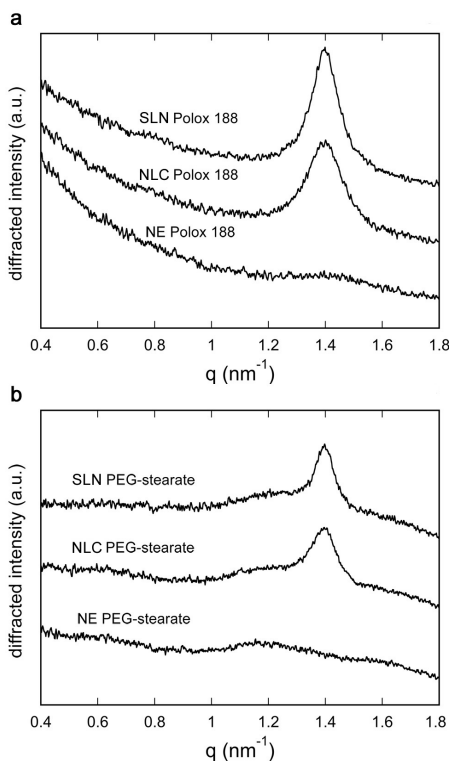 a
diffracted intensity (a.u.)
SLN Polox 188
NLC Polox 188
NE Polox 188
0.4 0.6 0.8 1 1.2 1.4 1.6 1.8
q (nm⁻¹)
b
diffracted intensity (a.u.)
SLN PEG-stearate
NLC PEG-stearate
NE PEG-stearate
0.4 0.6 0.8 1 1.2 1.4 1.6 1.8
q (nm⁻¹)